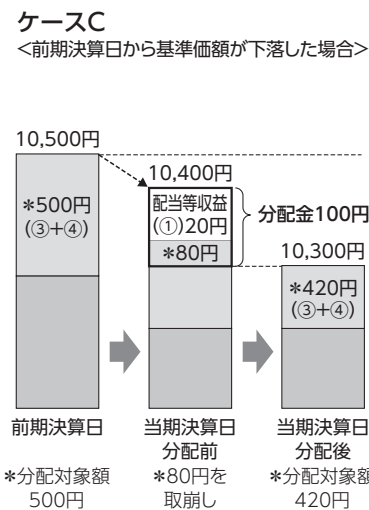 ケースC
<前期決算日から基準価額が下落した場合>
10,500円
10,400円
*500円
(③+④)
配当等収益
(①)20円
*80円
分配金100円
10,300円
*420円
(③+④)
前期決算日
当期決算日
分配前
当期決算日
分配後
*分配対象額
500円
*80円を
取崩し
*分配対象額
420円